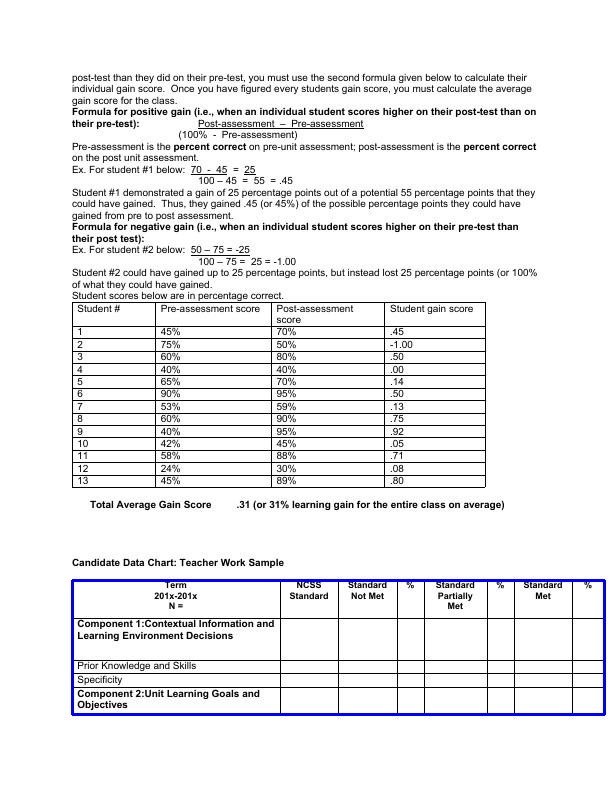 post-test than they did on their pre-test, you must use the second formula given below to calculate their
individual gain score.  Once you have figured every students gain score, you must calculate the average
gain score for the class.
Formula for positive gain (i.e., when an individual student scores higher on their post-test than on
their pre-test): Post-assessment – Pre-assessment
(100% - Pre-assessment)
Pre-assessment is the percent correct on pre-unit assessment; post-assessment is the percent correct
on the post unit assessment.
Ex. For student #1 below: 70 - 45 = 25
100 – 45 = 55 = .45
Student #1 demonstrated a gain of 25 percentage points out of a potential 55 percentage points that they
could have gained.  Thus, they gained .45 (or 45%) of the possible percentage points they could have
gained from pre to post assessment.
Formula for negative gain (i.e., when an individual student scores higher on their pre-test than
their post test):
Ex. For student #2 below: 50 – 75 = -25
100 – 75 = 25 = -1.00
Student #2 could have gained up to 25 percentage points, but instead lost 25 percentage points (or 100%
of what they could have gained.
Student scores below are in percentage correct.
Student # Pre-assessment score Post-assessment score Student gain score
1 45% 70% .45
2 75% 50% -1.00
3 60% 80% .50
4 40% 40% .00
5 65% 70% .14
6 90% 95% .50
7 53% 59% .13
8 60% 90% .75
9 40% 95% .92
10 42% 45% .05
11 58% 88% .71
12 24% 30% .08
13 45% 89% .80
Total Average Gain Score .31 (or 31% learning gain for the entire class on average)
Candidate Data Chart: Teacher Work Sample
Term NCSS Standard % Standard % Standard %
201x-201x Standard Not Met Partially Met
N = Met
Component 1:Contextual Information and
Learning Environment Decisions
Prior Knowledge and Skills
Specificity
Component 2:Unit Learning Goals and
Objectives